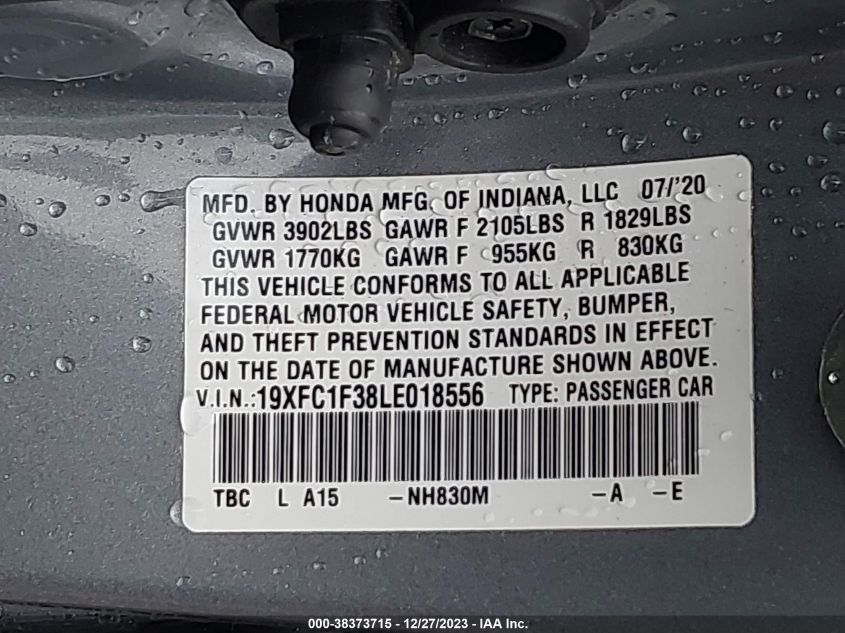 MFD. BY HONDA MFG. OF INDIANA, LLC 07/'20
GVWR 3902LBS GAWR F 2105LBS R 1829LBS
GVWR 1770KG GAWR F 955KG R 830KG
THIS VEHICLE CONFORMS TO ALL APPLICABLE
FEDERAL MOTOR VEHICLE SAFETY, BUMPER,
AND THEFT PREVENTION STANDARDS IN EFFECT
ON THE DATE OF MANUFACTURE SHOWN ABOVE.
V.I.N.:19XFC1F38LE018556 TYPE: PASSENGER CAR
TBC L A15 -NH830M -A -E
000-38373715 - 12/27/2023 - IAA Inc.